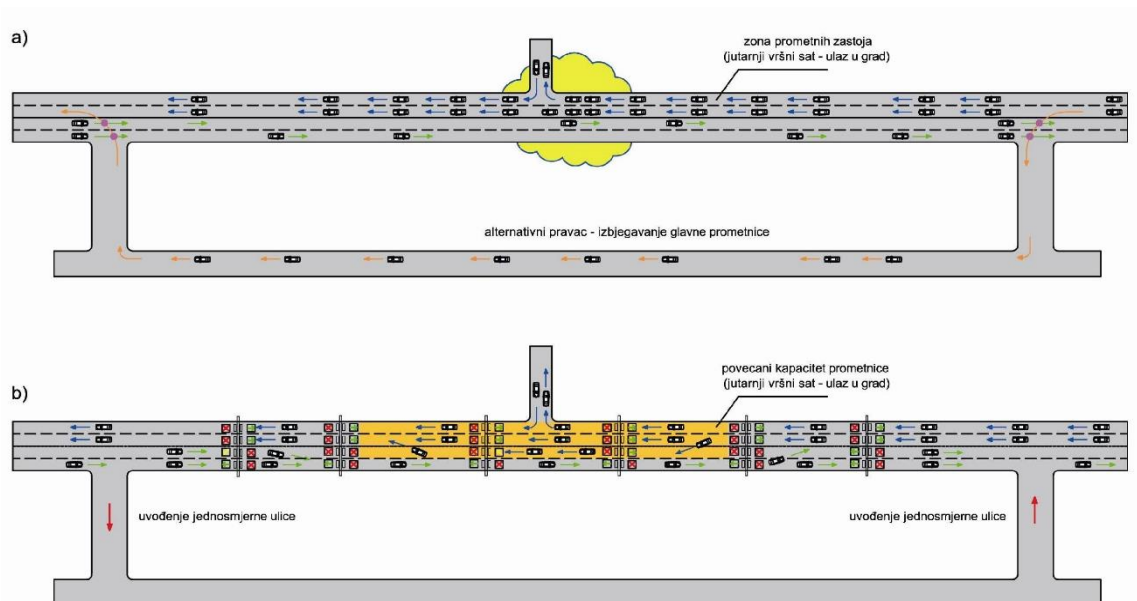 a)
zona prometnih zastoja
(jutarnji vršni sat - ulaz u grad)
alternativni pravac - izbjegavanje glavne prometnice
b)
povecani kapacitet prometnice
(jutarnji vršni sat - ulaz u grad)
uvođenje jednosmjerne ulice
uvođenje jednosmjerne ulice